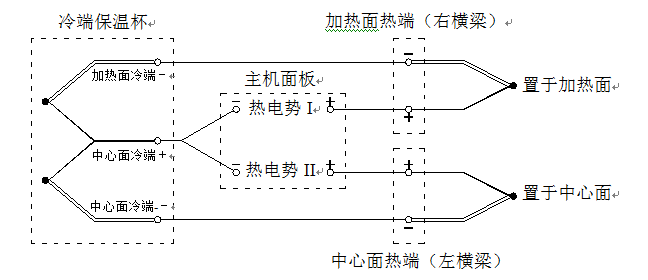 冷端保温杯
加热面热端（右横梁）
加热面冷端－
主机面板
－ 热电势 I ＋
－
＋
置于加热面
中心面冷端＋
－ 热电势 II ＋
＋
置于中心面
中心面冷端-－
－
中心面热端（左横梁）